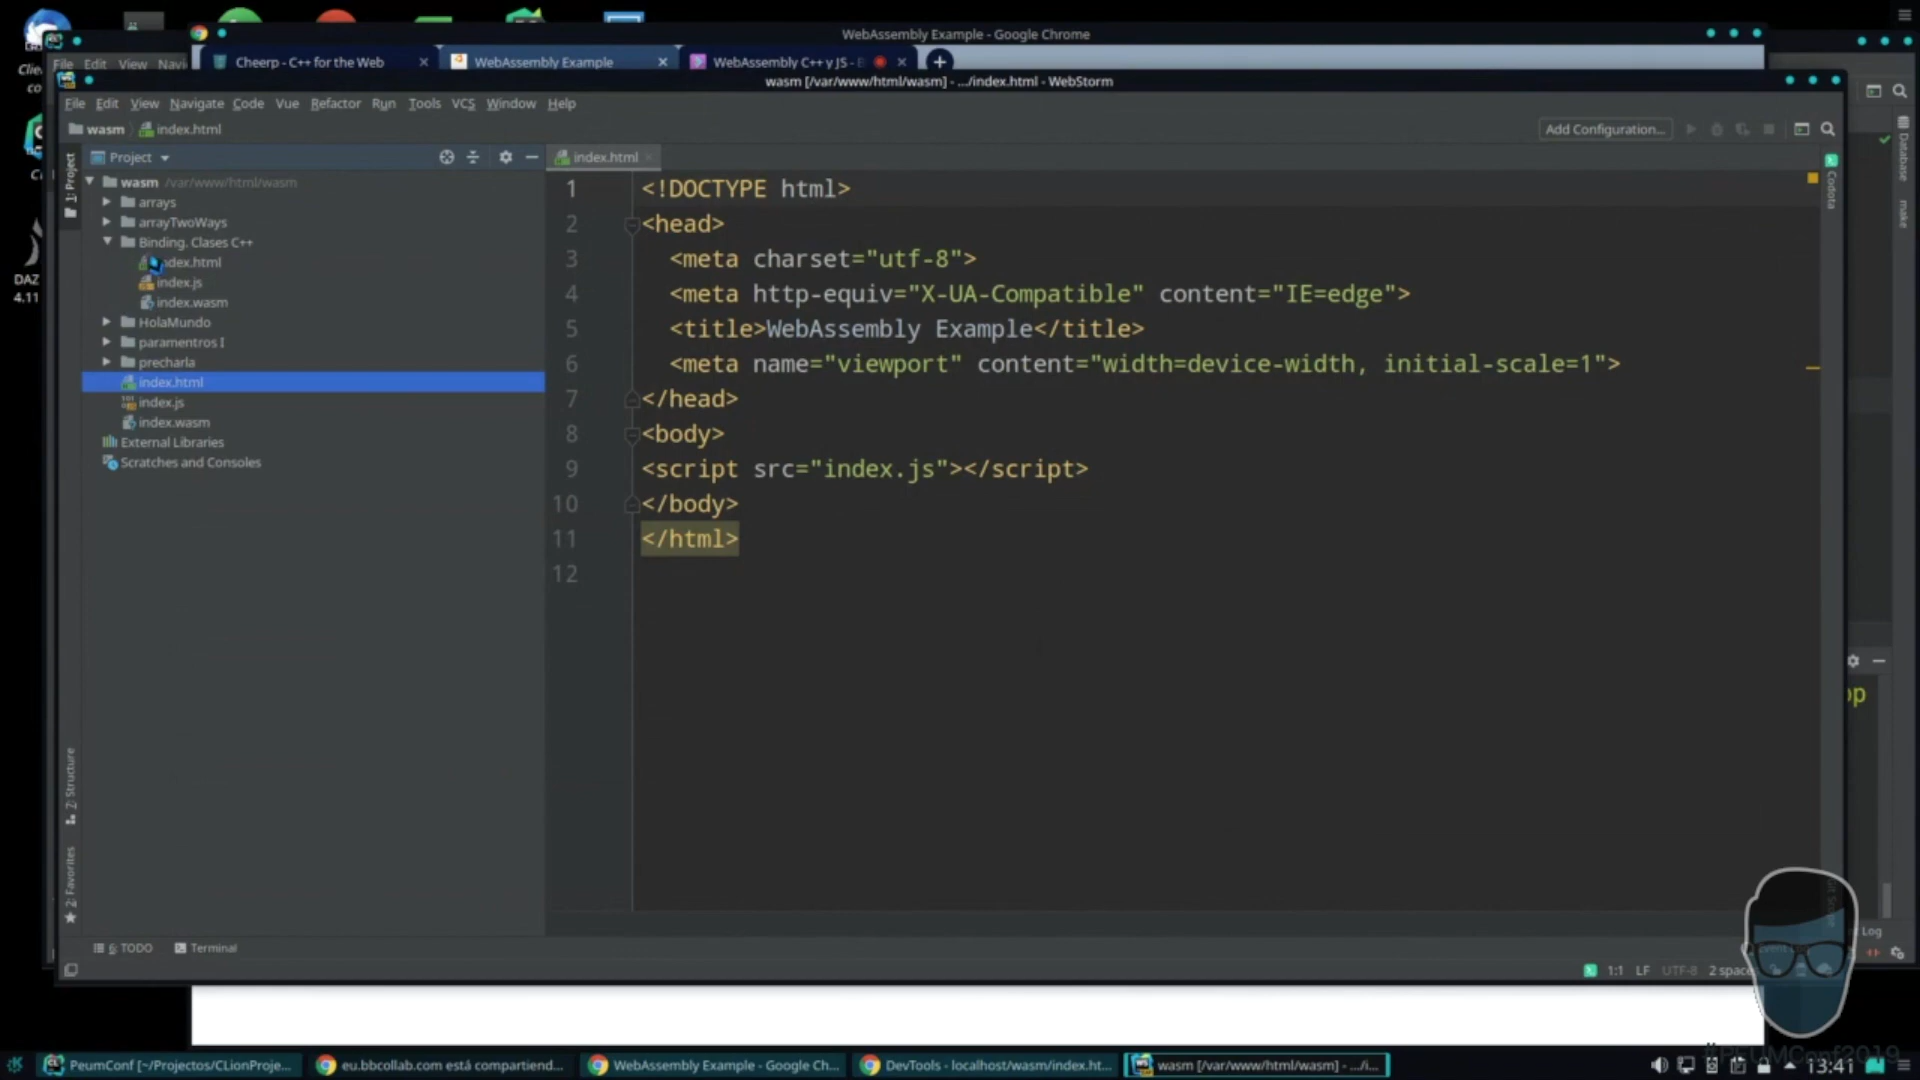 WebAssembly Example - Google Chrome
File Edit View Navi
Cheerp - C++ for the Web
WebAssembly Example
WebAssembly C++ y JS -
wasm [/var/www/html/wasm] - .../index.html - WebStorm
File Edit View Navigate Code Vue Refactor Run Tools VCS Window Help
wasm index.html
Add Configuration...
1: Project
Project
index.html
wasm /var/www/html/wasm
arrays
arrayTwoWays
Binding. Clases C++
index.html
index.js
index.wasm
HolaMundo
paramentros I
precharla
index.html
index.js
index.wasm
External Libraries
Scratches and Consoles
1 <!DOCTYPE html>
2 <head>
3 <meta charset="utf-8">
4 <meta http-equiv="X-UA-Compatible" content="IE=edge">
5 <title>WebAssembly Example</title>
6 <meta name="viewport" content="width=device-width, initial-scale=1">
7 </head>
8 <body>
9 <script src="index.js"></script>
10 </body>
11 </html>
12
Codota
Database
make
DAZ
4.11
op
Z: Structure
2: Favorites
6: TODO Terminal
Log
1:1 LF UTF-8 2 spaces
#PEUMConf2019
PeumConf [~/Projectos/CLionProje...
eu.bbcollab.com está compartiend...
WebAssembly Example - Google Ch...
DevTools - localhost/wasm/index.ht...
wasm [/var/www/html/wasm] - .../i...
13:41